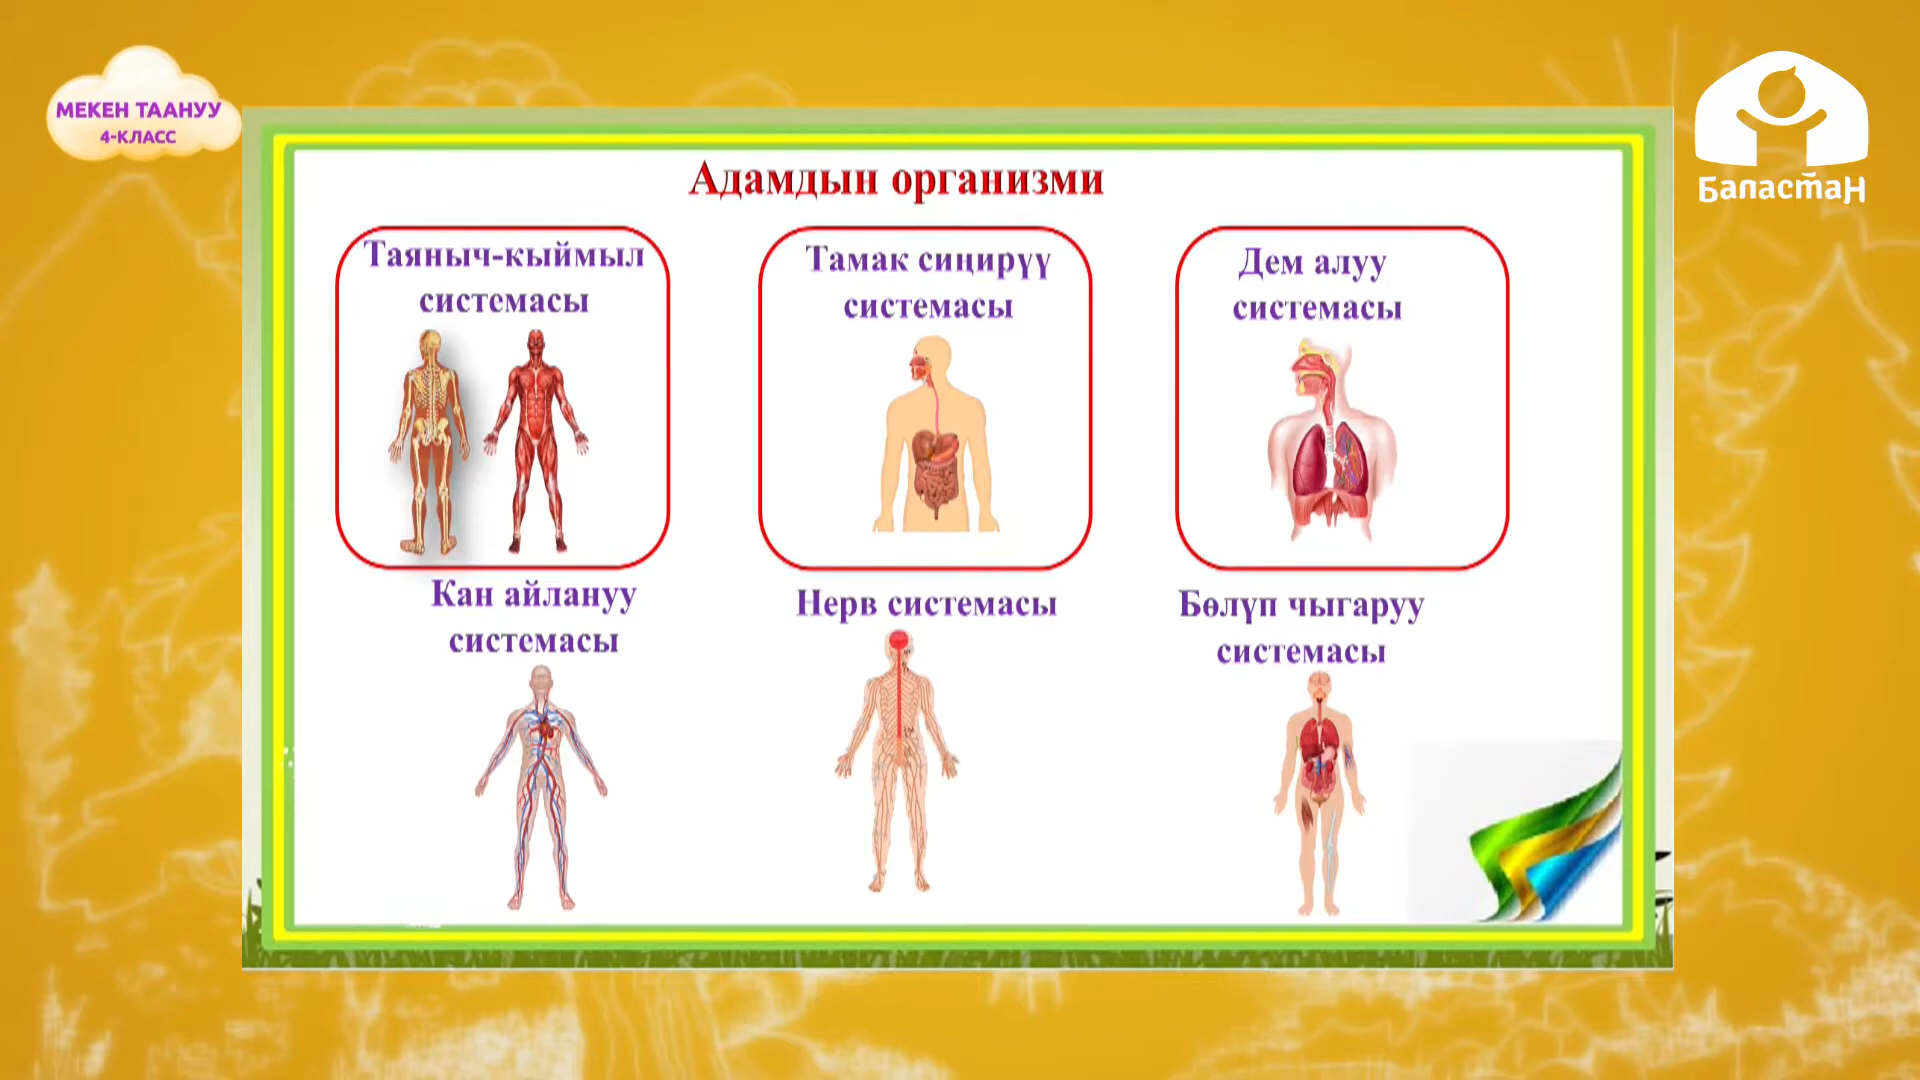 МЕКЕН ТААНУУ
4-КЛАСС
Баластан
Адамдын организми
Таяныч-кыймыл
системасы
Тамак сиңирүү
системасы
Дем алуу
системасы
Кан айлануу
системасы
Нерв системасы
Бөлүп чыгаруу
системасы